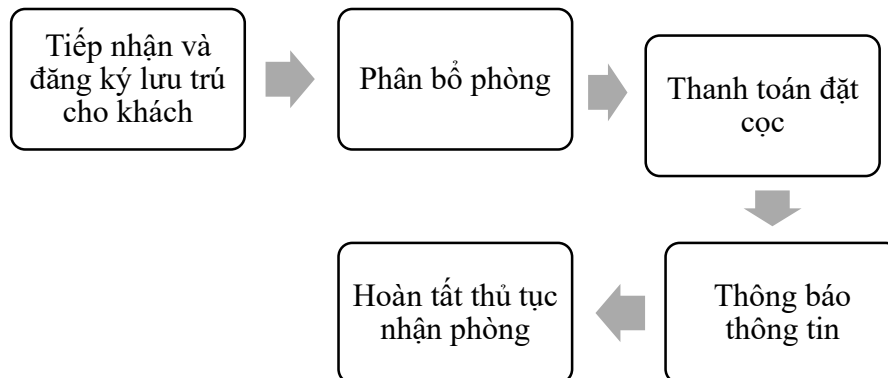 Tiếp nhận và
đăng ký lưu trú
cho khách
Phân bổ phòng
Thanh toán đặt
cọc
Thông báo
thông tin
Hoàn tất thủ tục
nhận phòng